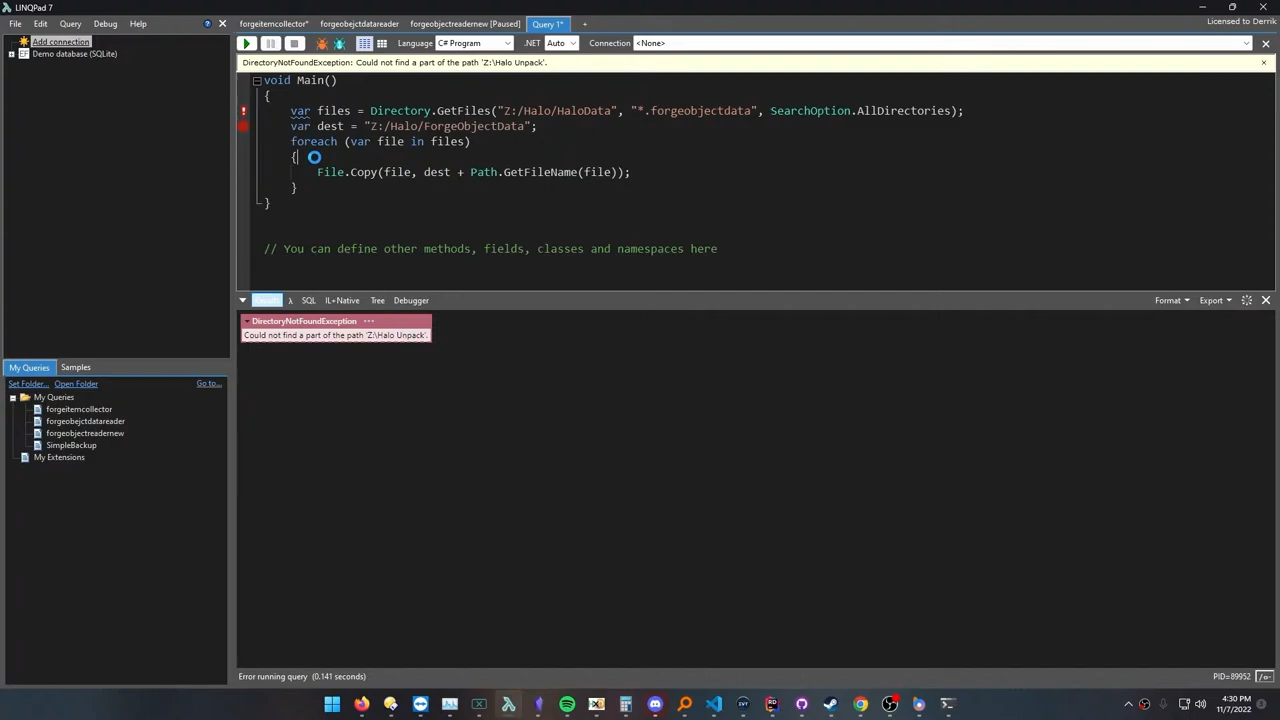 LINQPad 7
File Edit Query Debug Help
forgeitemcollector* forgeobejctdatareader forgeobjectreadernew [Paused] Query 1* +
Licensed to Derrik
Language C# Program .NET Auto Connection <None>
Add connection
Demo database (SQLite)
DirectoryNotFoundException: Could not find a part of the path 'Z:\Halo Unpack'.
void Main()
{
var files = Directory.GetFiles("Z:/Halo/HaloData", "*.forgeobjectdata", SearchOption.AllDirectories);
var dest = "Z:/Halo/ForgeObjectData";
foreach (var file in files)
{
File.Copy(file, dest + Path.GetFileName(file));
}
}
// You can define other methods, fields, classes and namespaces here
Results λ SQL IL+Native Tree Debugger
Format Export
DirectoryNotFoundException •••
Could not find a part of the path 'Z:\Halo Unpack'.
My Queries Samples
Set Folder... Open Folder Go to...
My Queries
forgeitemcollector
forgeobejctdatareader
forgeobjectreadernew
SimpleBackup
My Extensions
Error running query (0.141 seconds)
PID=89952 /o-
4:30 PM
11/7/2022